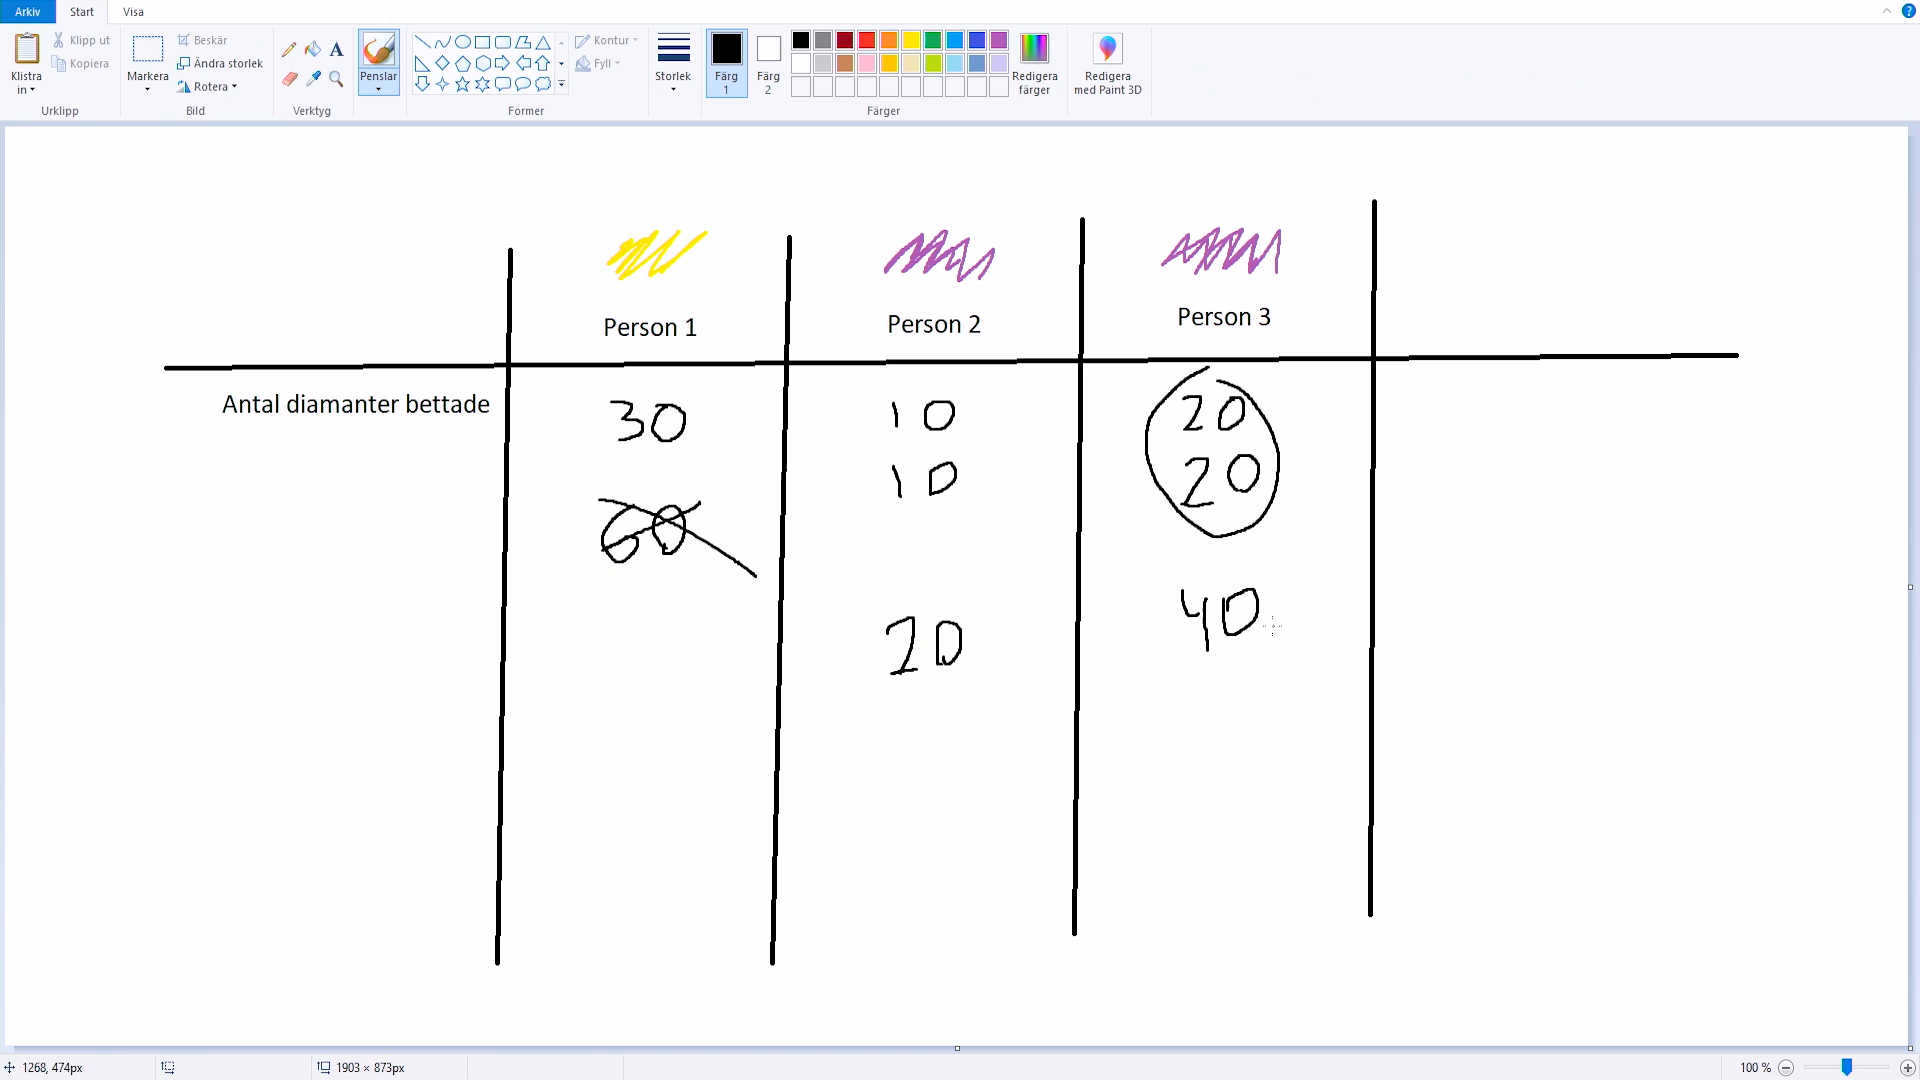 Arkiv Start Visa
Klistra in
Klipp ut
Kopiera
Urklipp
Markera
Beskär
Ändra storlek
Rotera
Bild
A
Verktyg
Penslar
Kontur
Fyll
Former
Storlek
Färg 1
Färg 2
Redigera färger
Färger
Redigera med Paint 3D
?
Person 1 Person 2 Person 3
Antal diamanter bettade 30 10 20
10 20
60
20 40
1268, 474px
1903 × 873px
100 %